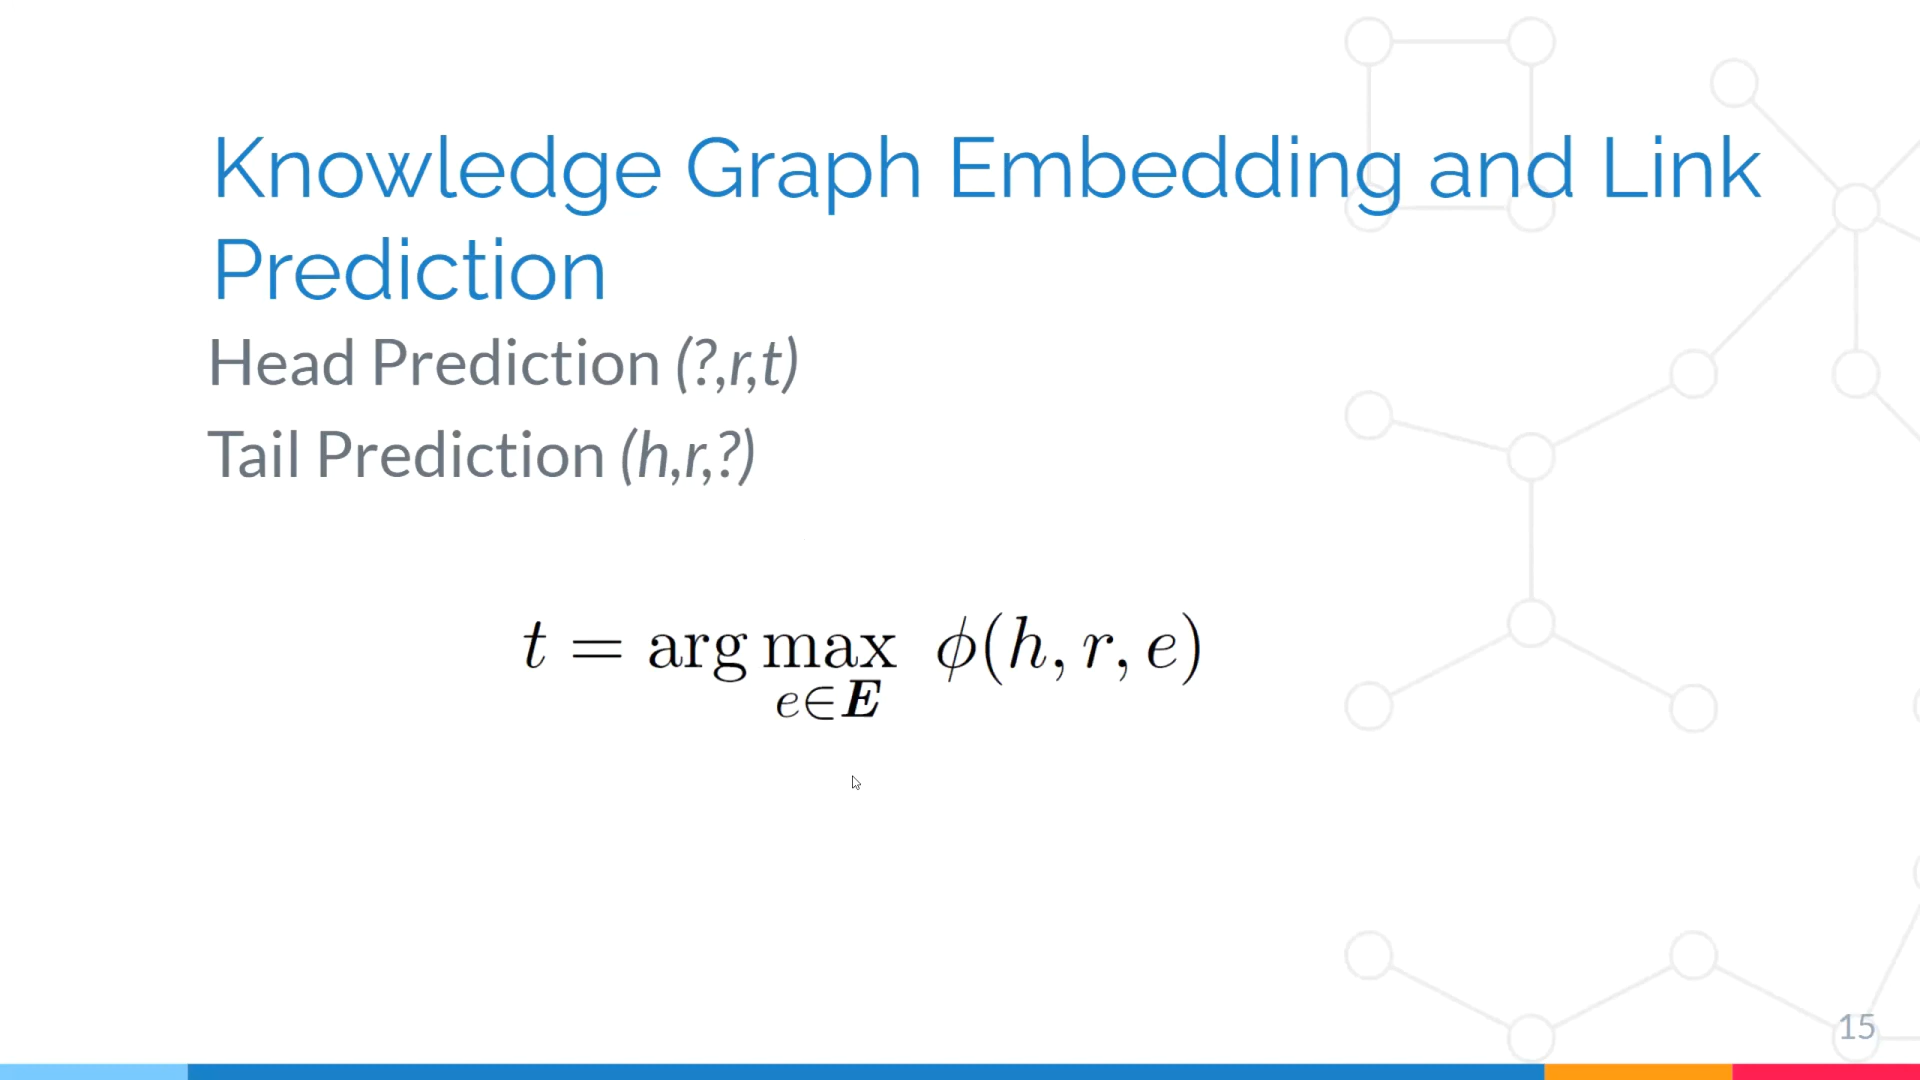 Knowledge Graph Embedding and Link
Prediction
Head Prediction (?,r,t)
Tail Prediction (h,r,?)
t = arg max ϕ(h, r, e)
e∈E
15